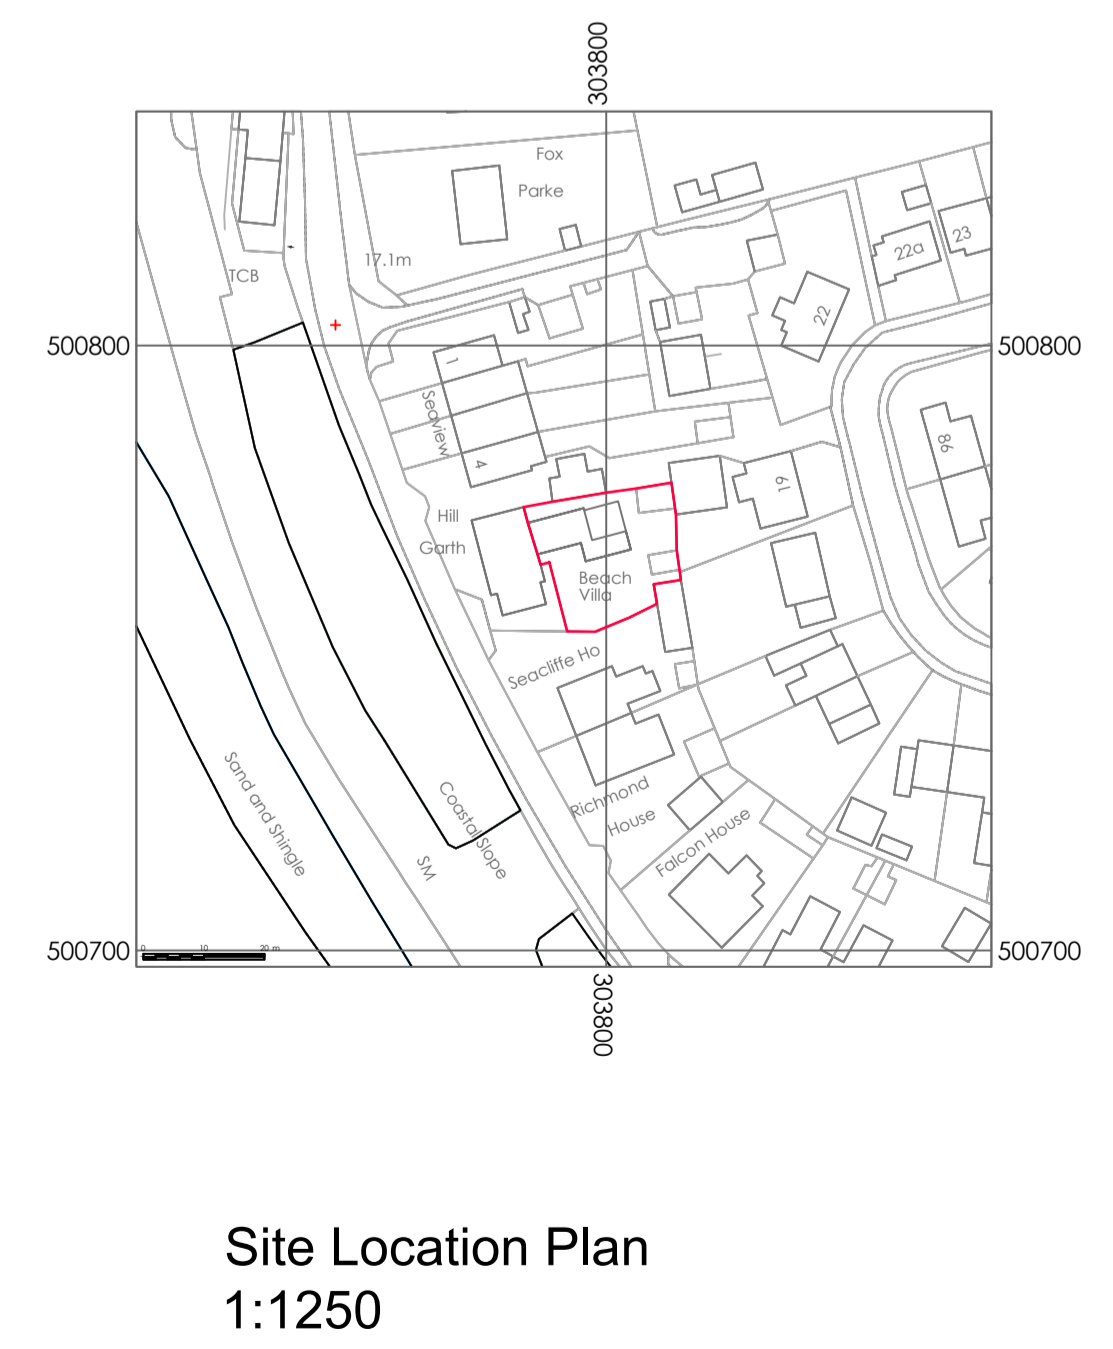 303800
Fox
Parke
22a
23
17.1m
TCB
22
500800
500800
1
Seaview
98
4
19
Hill
Garth
Beach
Villa
Seacliffe Ho
Sand and Shingle
Coastal Slope
Richmond
House
SM
Falcon House
500700
0 10 20 m
500700
303800
Site Location Plan
1:1250